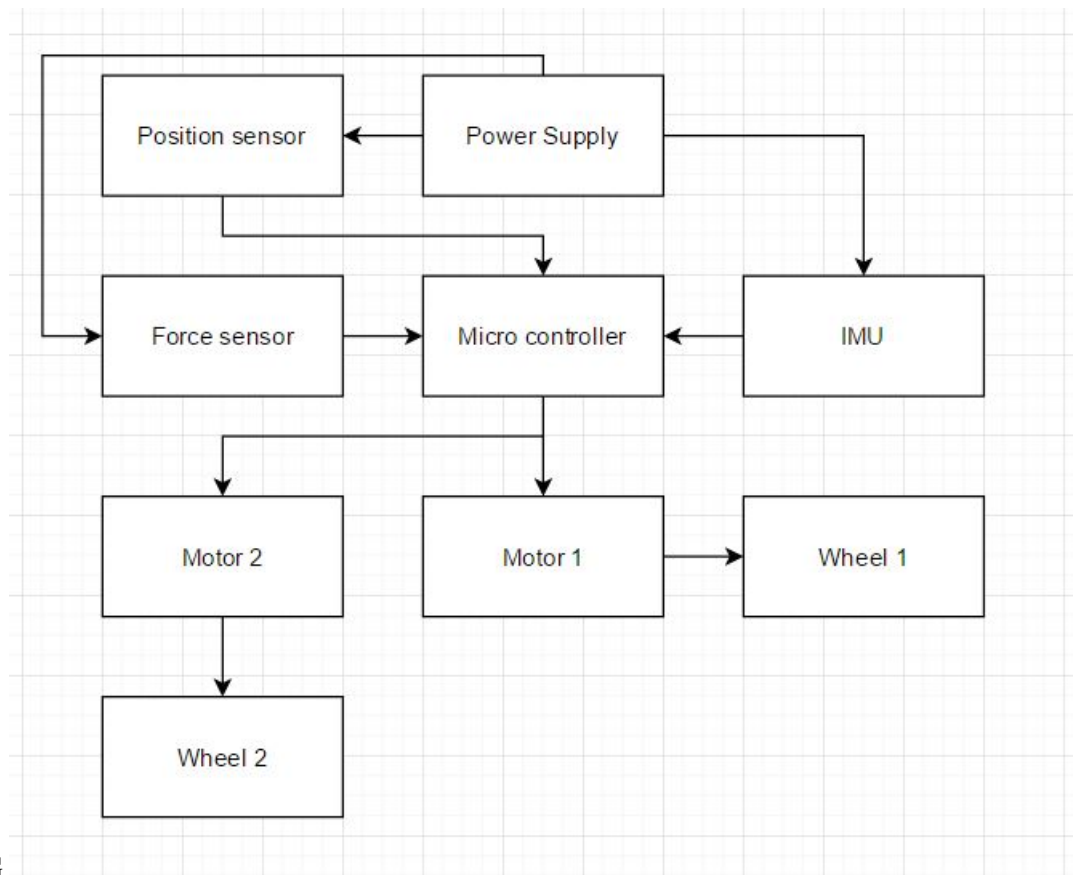 Position sensor
Power Supply
Force sensor
Micro controller
IMU
Motor 2
Motor 1
Wheel 1
Wheel 2